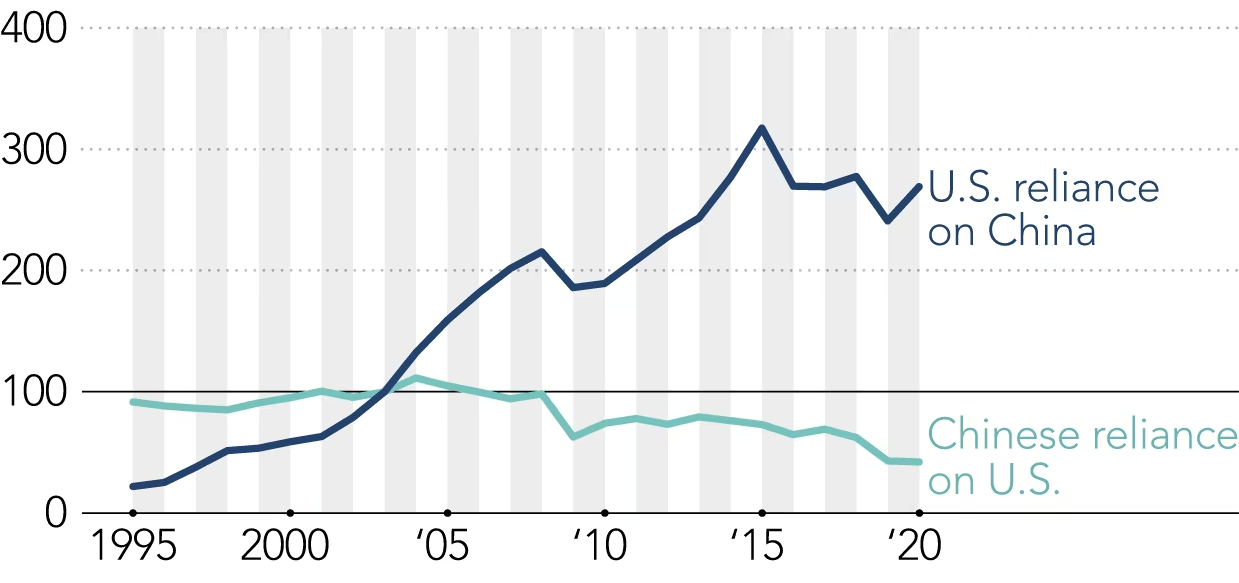 400
300
U.S. reliance
on China
200
100
Chinese reliance
on U.S.
0
1995 2000 ‘05 ‘10 ‘15 ‘20